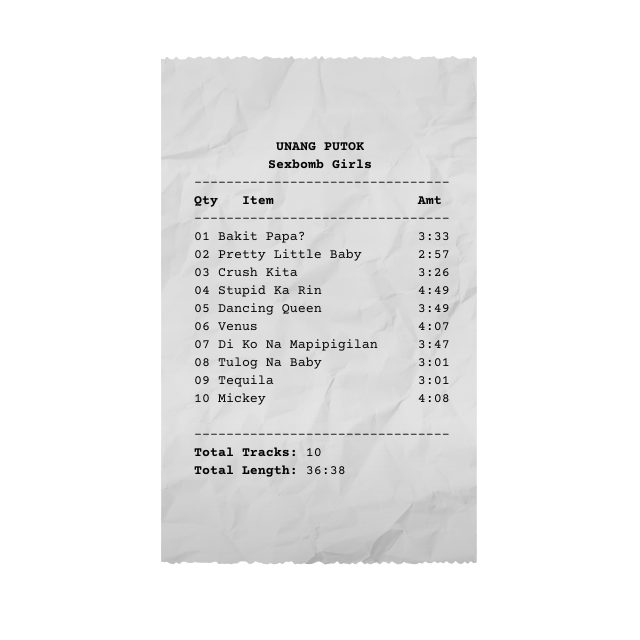 UNANG PUTOK
Sexbomb Girls
--------------------------------
Qty Item Amt
--------------------------------
01 Bakit Papa? 3:33
02 Pretty Little Baby 2:57
03 Crush Kita 3:26
04 Stupid Ka Rin 4:49
05 Dancing Queen 3:49
06 Venus 4:07
07 Di Ko Na Mapipigilan 3:47
08 Tulog Na Baby 3:01
09 Tequila 3:01
10 Mickey 4:08
--------------------------------
Total Tracks: 10
Total Length: 36:38